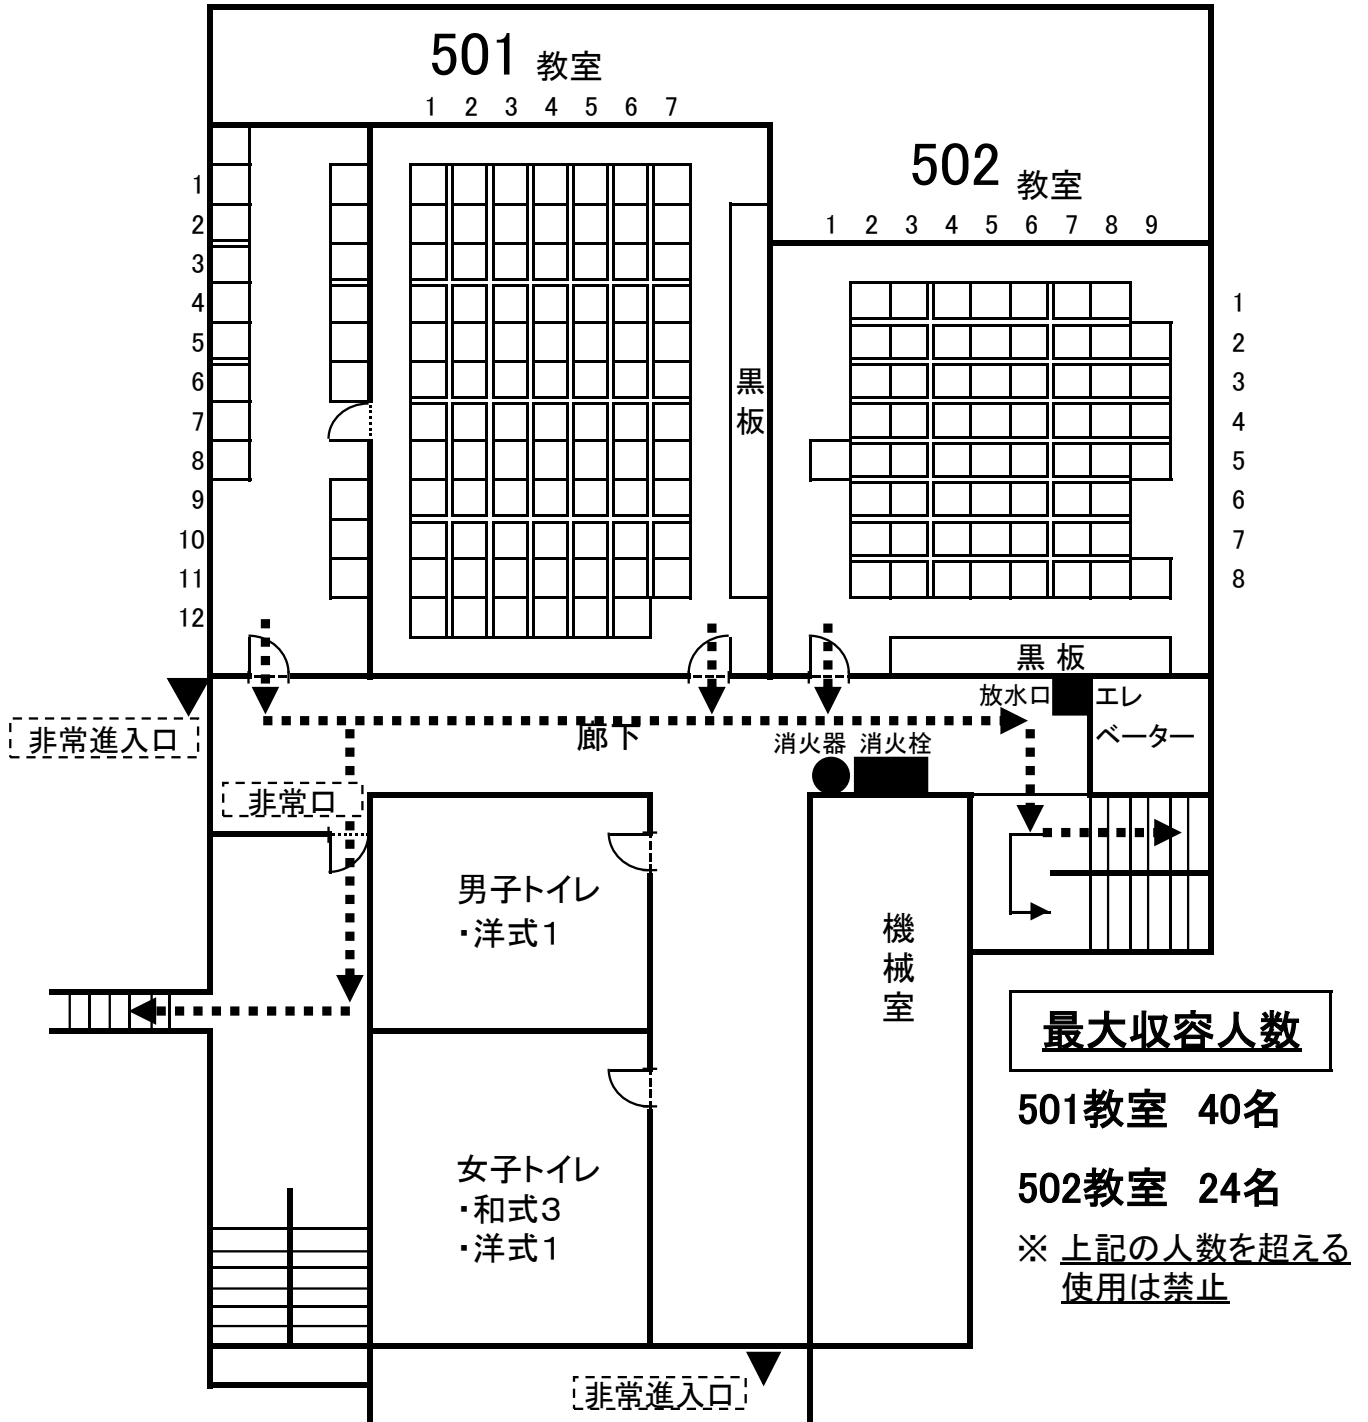 501 教室
1 2 3 4 5 6 7
502 教室
1 2 3 4 5 6 7 8 9
1
2
3
4
5
6
7
8
9
10
11
12
黒
板
1
2
3
4
5
6
7
8
黒 板
放水口
エレ
ベーター
非常進入口
廊下
消火器 消火栓
非常口
男子トイレ
・洋式1
機
械
室
女子トイレ
・和式3
・洋式1
最大収容人数
501教室 40名
502教室 24名
※ 上記の人数を超える
使用は禁止
非常進入口